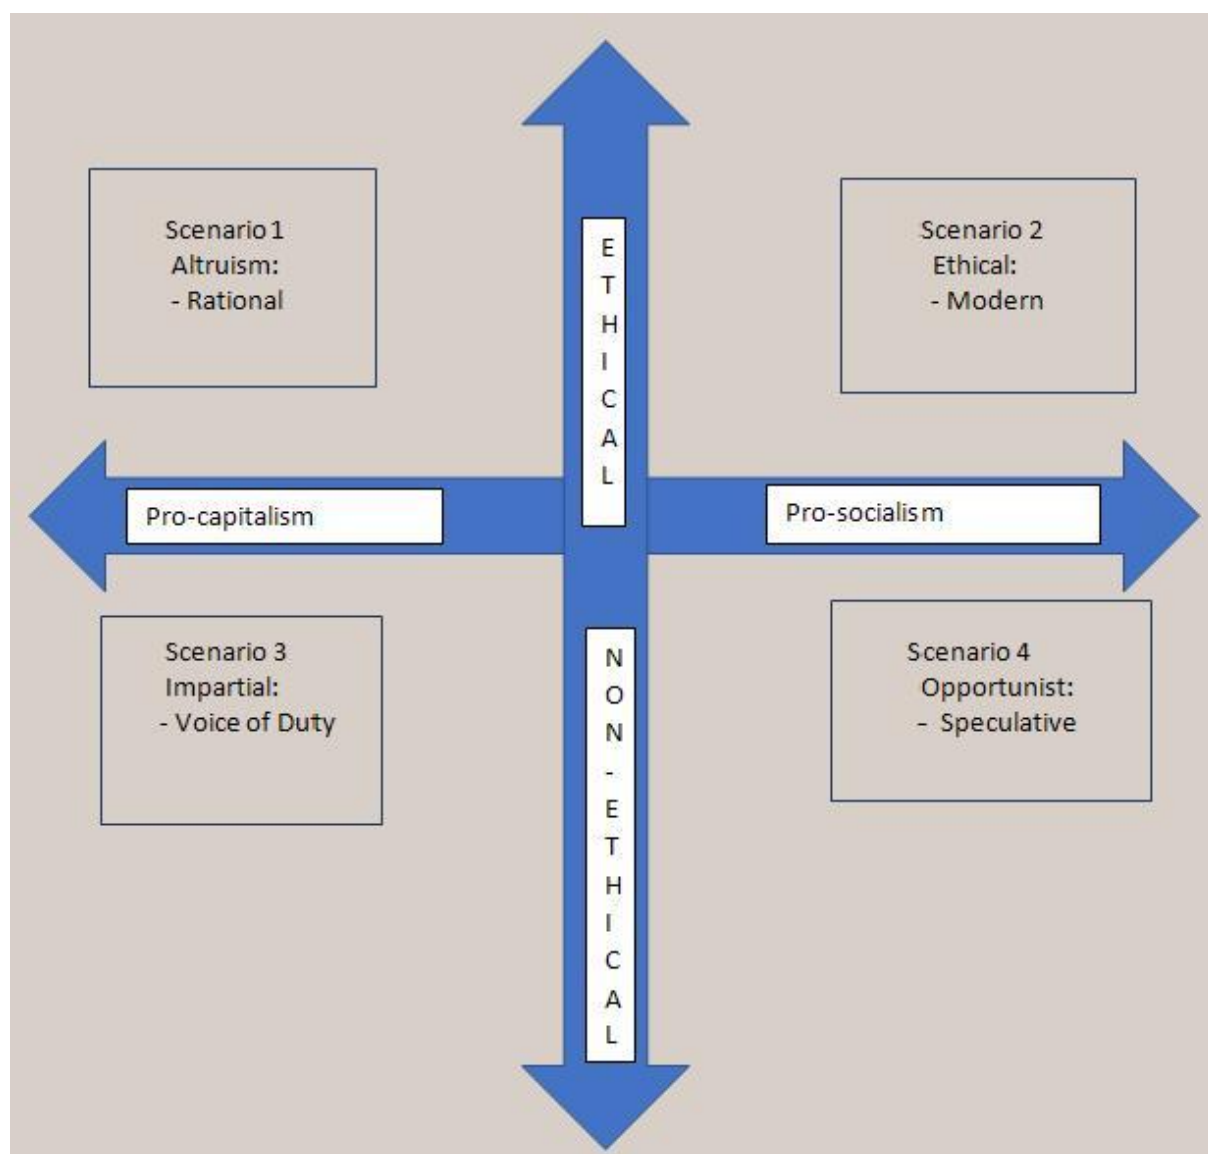 Scenario 1
Altruism:
- Rational
Scenario 2
Ethical:
- Modern
ETHICAL
Pro-capitalism
Pro-socialism
Scenario 3
Impartial:
- Voice of Duty
Scenario 4
Opportunist:
- Speculative
NON-ETHICAL